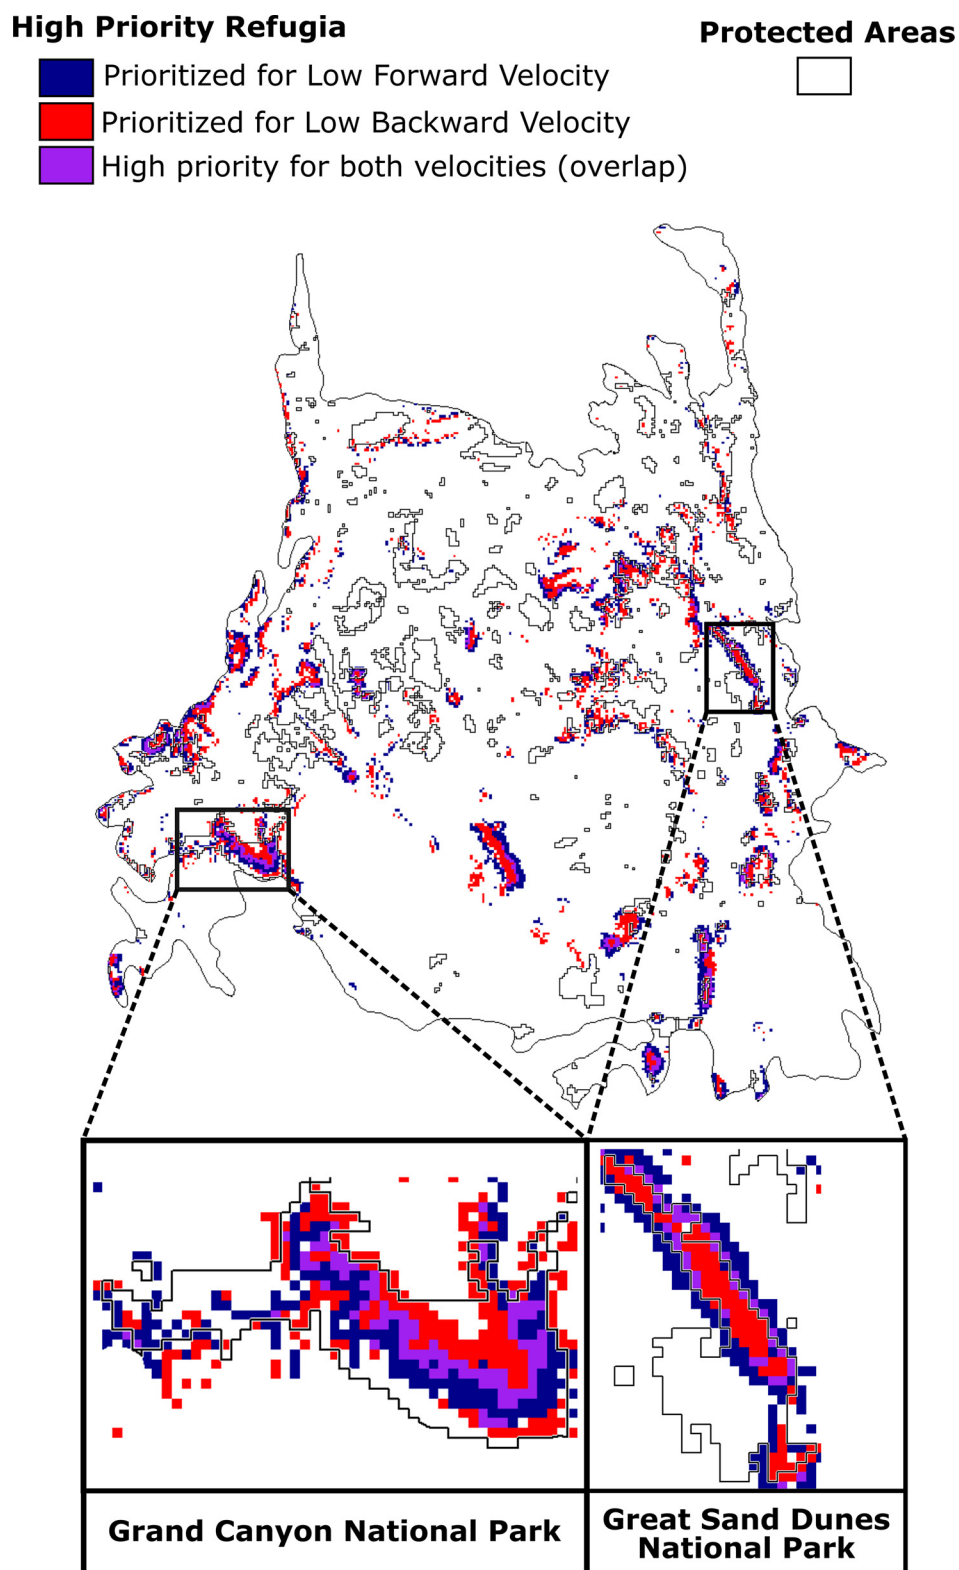 High Priority Refugia
Prioritized for Low Forward Velocity
Prioritized for Low Backward Velocity
High priority for both velocities (overlap)
Protected Areas
Grand Canyon National Park
Great Sand Dunes
National Park